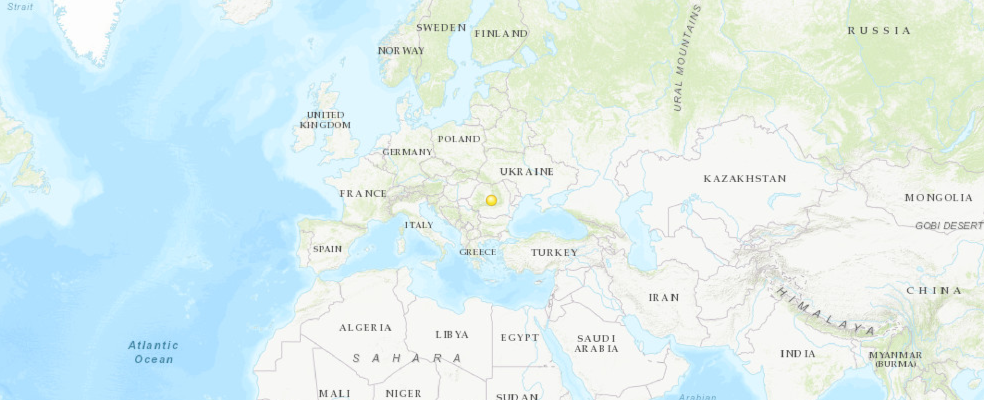 Strait
SWEDEN
FINLAND
RUSSIA
NORWAY
URAL MOUNTAINS
UNITED
KINGDOM
POLAND
GERMANY
UKRAINE
KAZAKHSTAN
FRANCE
MONGOLIA
GOBI DESERT
ITALY
SPAIN
GREECE
TURKEY
CHINA
IRAN
HIMALAYA
ALGERIA
LIBYA
EGYPT
SAUDI
ARABIA
Atlantic
Ocean
SAHARA
INDIA
MYANMAR
(BURMA)
MALI
NIGER
SUDAN
Arabian